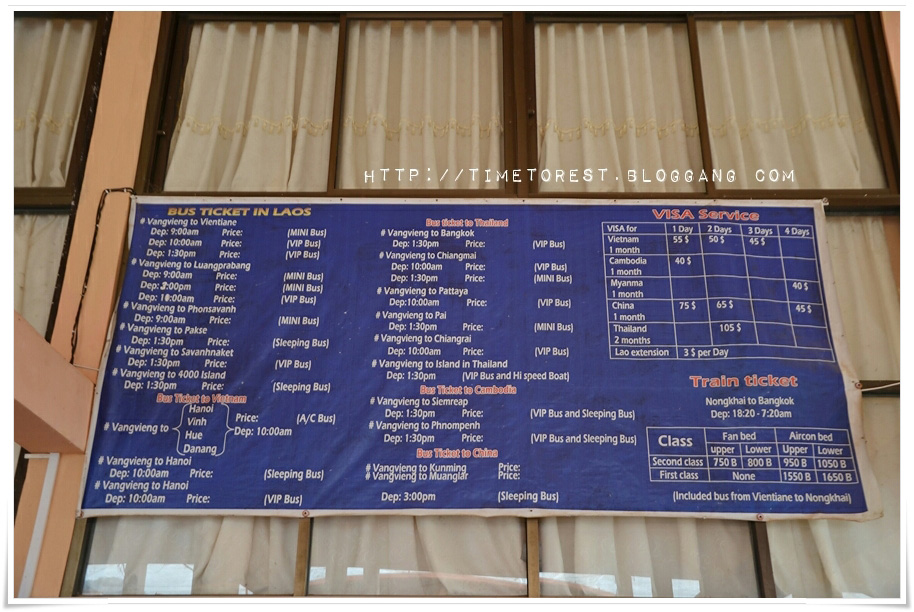 HTTP://TIMETOREST.BLOGGANG COM
BUS TICKET IN LAOS
# Vangvieng to Vientiane
Dep: 9:00am Price: (MINI Bus)
Dep: 10:00am Price: (VIP Bus)
Dep: 1:30pm Price: (VIP Bus)
# Vangvieng to Luangprabang
Dep: 9:00am Price: (MINI Bus)
Dep: 3:00pm Price: (MINI Bus)
Dep: 10:00am Price: (VIP Bus)
# Vangvieng to Phonsavanh
Dep: 9:00am Price: (MINI Bus)
# Vangvieng to Pakse
Dep: 1:30pm Price: (Sleeping Bus)
# Vangvieng to Savanhnaket
Dep: 1:30pm Price: (VIP Bus)
# Vangvieng to 4000 Island
Dep: 1:30pm Price: (Sleeping Bus)
Bus Ticket to Vietnam
# Vangvieng to
Hanoi
Vinh
Hue
Danang
Price: (A/C Bus)
Dep: 10:00am
# Vangvieng to Hanoi
Dep: 10:00am Price: (Sleeping Bus)
# Vangvieng to Hanoi
Dep: 10:00am Price: (VIP Bus)
Bus ticket to Thailand
# Vangvieng to Bangkok
Dep: 1:30pm Price: (VIP Bus)
# Vangvieng to Chiangmai
Dep: 10:00am Price: (VIP Bus)
Dep: 1:30pm Price: (MINI Bus)
# Vangvieng to Pattaya
Dep:10:00am Price: (VIP Bus)
# Vangvieng to Pai
Dep: 1:30pm Price: (MINI Bus)
# Vangvieng to Chiangrai
Dep: 10:00am Price: (VIP Bus)
# Vangvieng to Island in Thailand
Dep: 1:30pm (VIP Bus and Hi speed Boat)
Bus Ticket to Cambodia
# Vangvieng to Siemreap
Dep: 1:30pm Price: (VIP Bus and Sleeping Bus)
# Vangvieng to Phnompenh
Dep: 1:30pm Price: (VIP Bus and Sleeping Bus)
Bus Ticket to China
# Vangvieng to Kunming Price:
# Vangvieng to Muanglar Price:
Dep: 3:00pm (Sleeping Bus)
VISA Service
VISA for 1 Day 2 Days 3 Days 4 Days
Vietnam 55 $ 50 $ 45 $
1 month
Cambodia 40 $
1 month
Myanma 40 $
1 month
China 75 $ 65 $ 45 $
1 month
Thailand 105 $
2 months
Lao extension 3 $ per Day
Train ticket
Nongkhai to Bangkok
Dep: 18:20 - 7:20am
Class Fan bed Aircon bed
upper Lower Upper Lower
Second class 750 B 800 B 950 B 1050 B
First class None 1550 B 1650 B
(Included bus from Vientiane to Nongkhai)